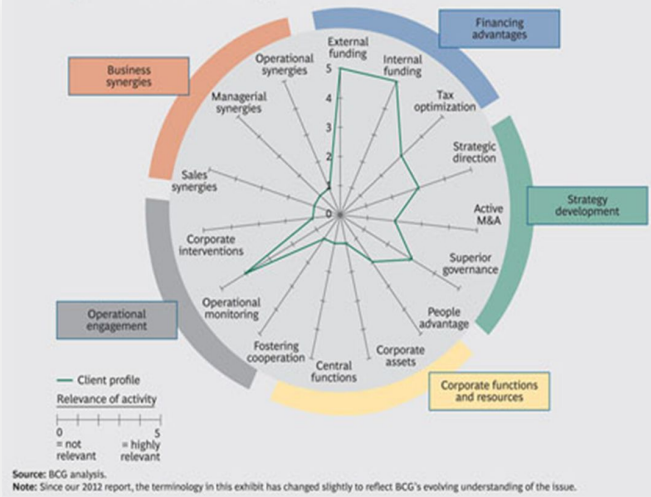 Financing
advantages
Business
synergies
External
funding
Internal
funding
Operational
synergies
Managerial
synergies
Tax
optimization
Strategic
direction
Sales
synergies
Active
M&A
Strategy
development
Corporate
interventions
Superior
governance
Operational
monitoring
People
advantage
Operational
engagement
Fostering
cooperation
Central
functions
Corporate
assets
Corporate functions
and resources
5
4
3
2
1
0
Client profile
Relevance of activity
0 5
= not = highly
relevant relevant
Source: BCG analysis.
Note: Since our 2012 report, the terminology in this exhibit has changed slightly to reflect BCG's evolving understanding of the issue.